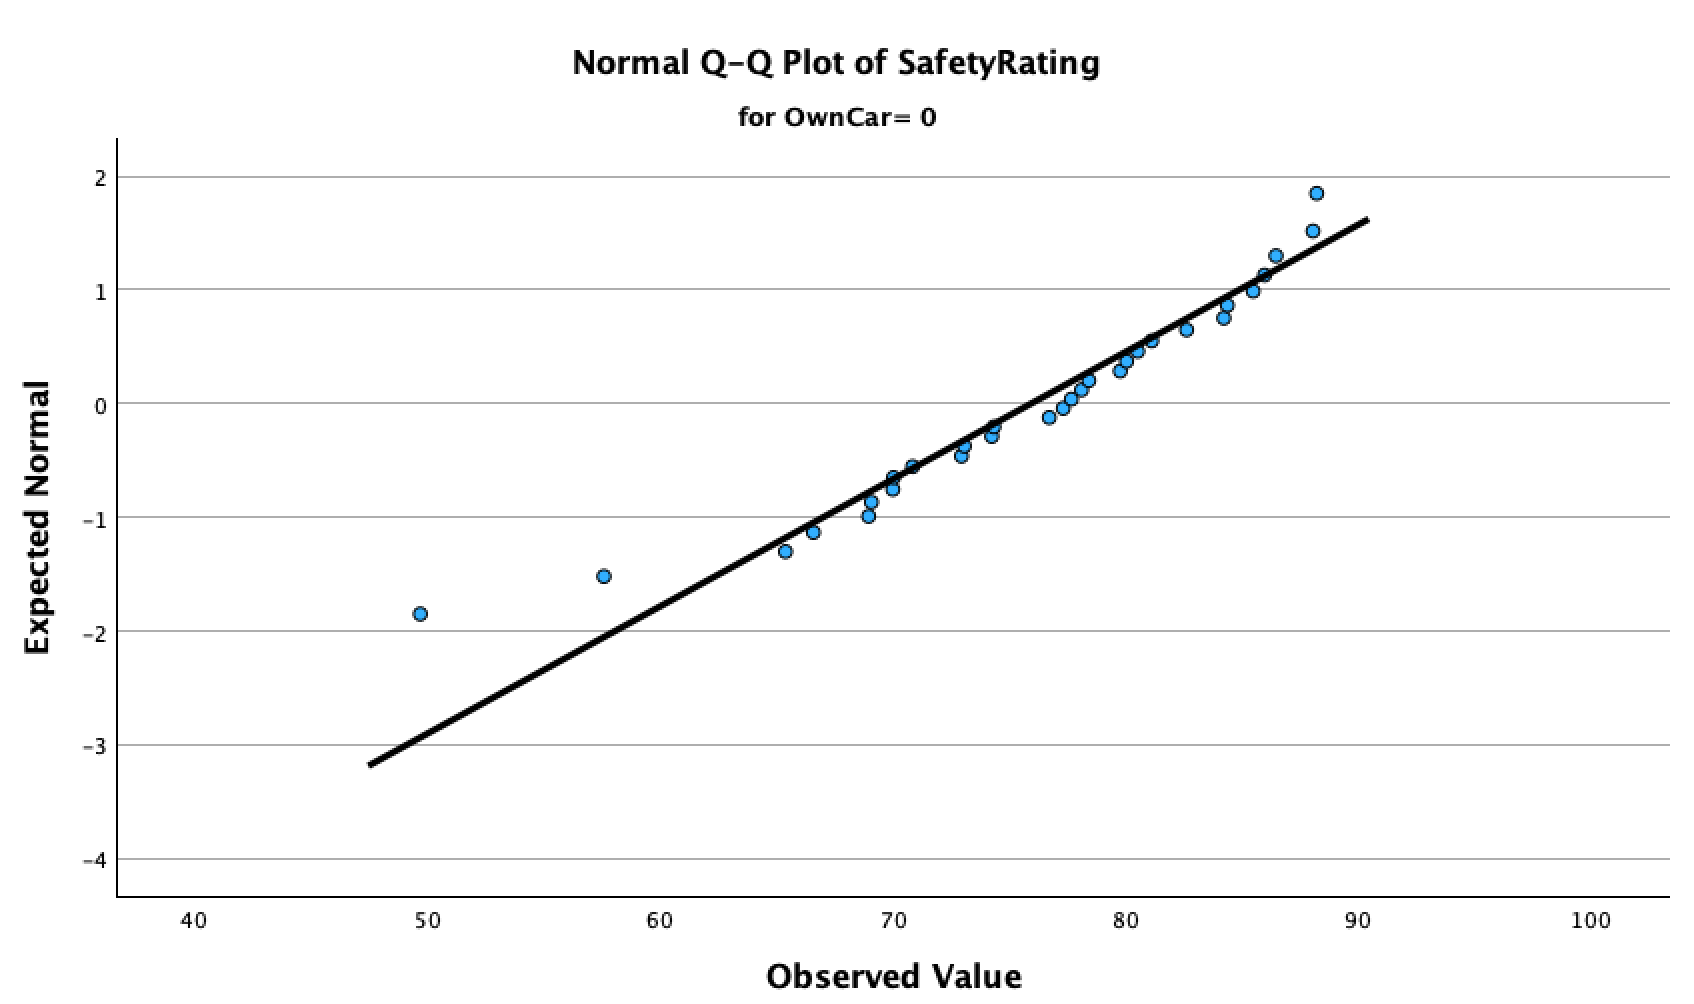 Normal Q-Q Plot of SafetyRating
for OwnCar= 0
2
1
0
-1
-2
-3
-4
Expected Normal
40 50 60 70 80 90 100
Observed Value